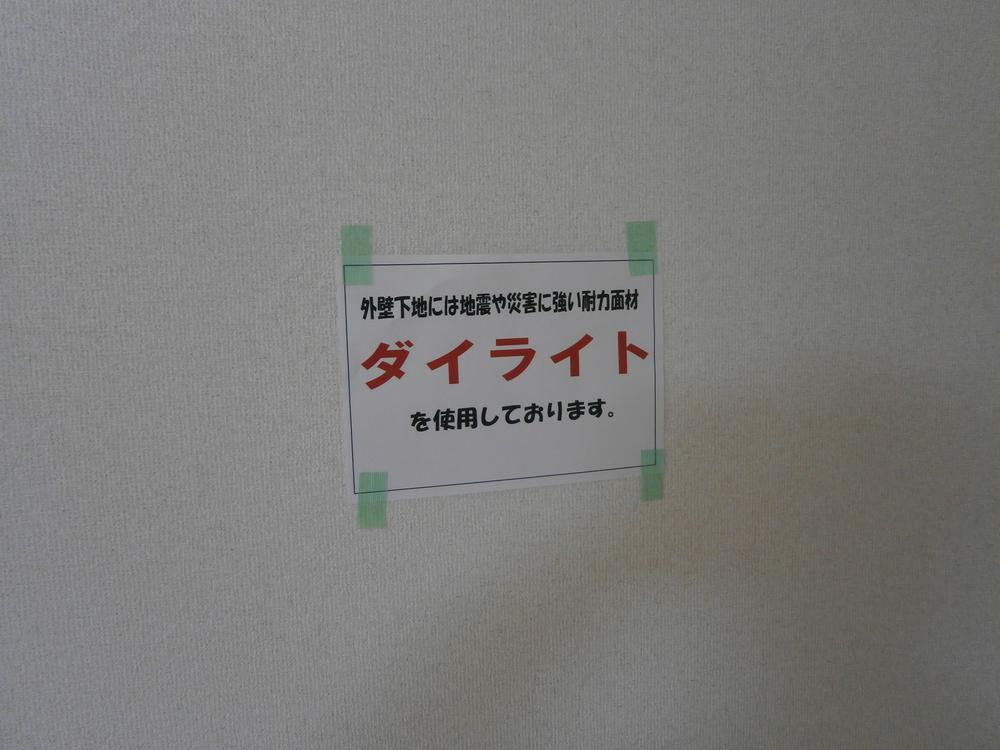 外壁下地には地震や災害に強い耐力面材
ダイライト
を使用しております。